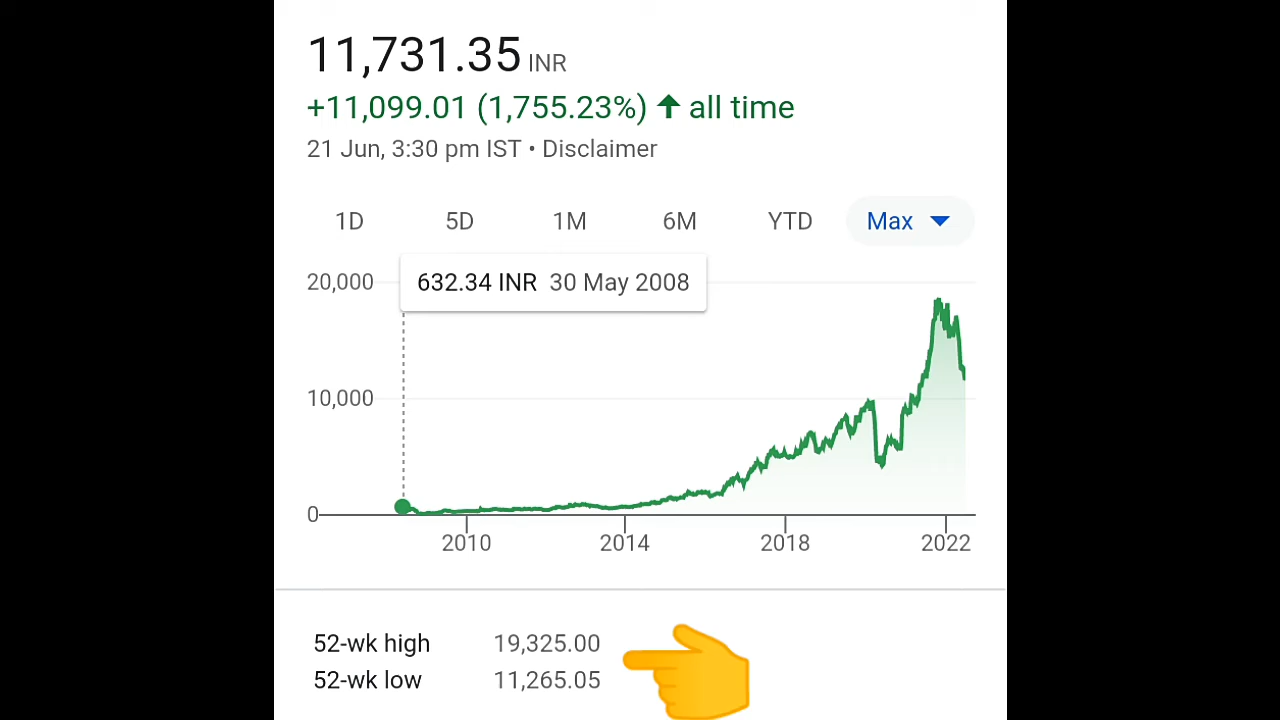 11,731.35 INR
+11,099.01 (1,755.23%) ↑ all time
21 Jun, 3:30 pm IST • Disclaimer
1D 5D 1M 6M YTD Max
20,000
632.34 INR 30 May 2008
10,000
0
2010 2014 2018 2022
52-wk high 19,325.00
52-wk low 11,265.05